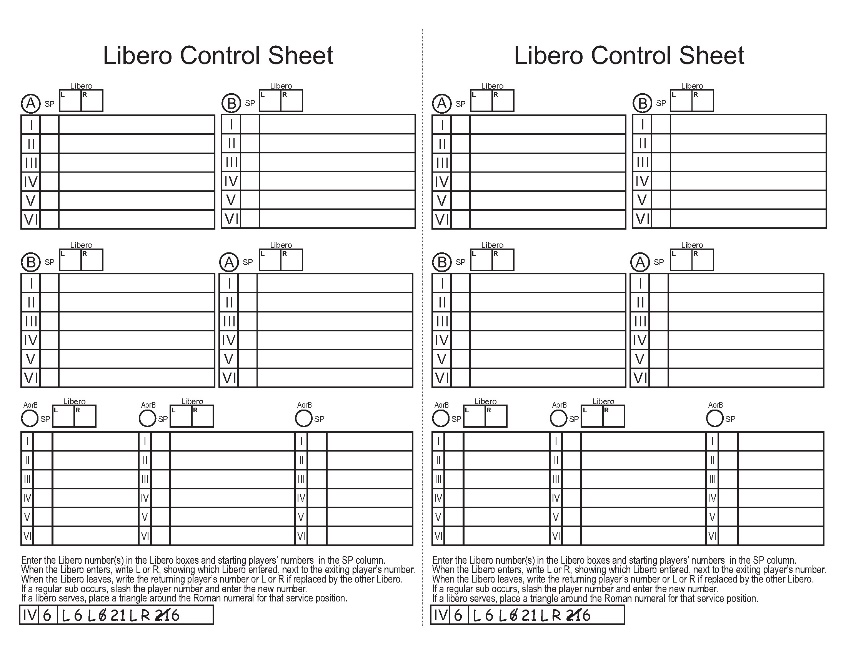 Libero Control Sheet
Libero
A SP L R
I
II
III
IV
V
VI
Libero
B SP L R
I
II
III
IV
V
VI
Libero
B SP L R
I
II
III
IV
V
VI
Libero
A SP L R
I
II
III
IV
V
VI
AorB Libero
SP L R
I
II
III
IV
V
VI
AorB Libero
SP L R
I
II
III
IV
V
VI
AorB
SP
I
II
III
IV
V
VI
Enter the Libero number(s) in the Libero boxes and starting players' numbers in the SP column.
When the Libero enters, write L or R, showing which Libero entered, next to the exiting player's number.
When the Libero leaves, write the returning player's number or L or R if replaced by the other Libero.
If a regular sub occurs, slash the player number and enter the new number.
If a libero serves, place a triangle around the Roman numeral for that service position.
IV 6 L 6 L 6 21 L R 21 6
Libero Control Sheet
Libero
A SP L R
I
II
III
IV
V
VI
Libero
B SP L R
I
II
III
IV
V
VI
Libero
B SP L R
I
II
III
IV
V
VI
Libero
A SP L R
I
II
III
IV
V
VI
AorB Libero
SP L R
I
II
III
IV
V
VI
AorB Libero
SP L R
I
II
III
IV
V
VI
AorB
SP
I
II
III
IV
V
VI
Enter the Libero number(s) in the Libero boxes and starting players' numbers in the SP column.
When the Libero enters, write L or R, showing which Libero entered, next to the exiting player's number.
When the Libero leaves, write the returning player's number or L or R if replaced by the other Libero.
If a regular sub occurs, slash the player number and enter the new number.
If a libero serves, place a triangle around the Roman numeral for that service position.
IV 6 L 6 L 6 21 L R 21 6